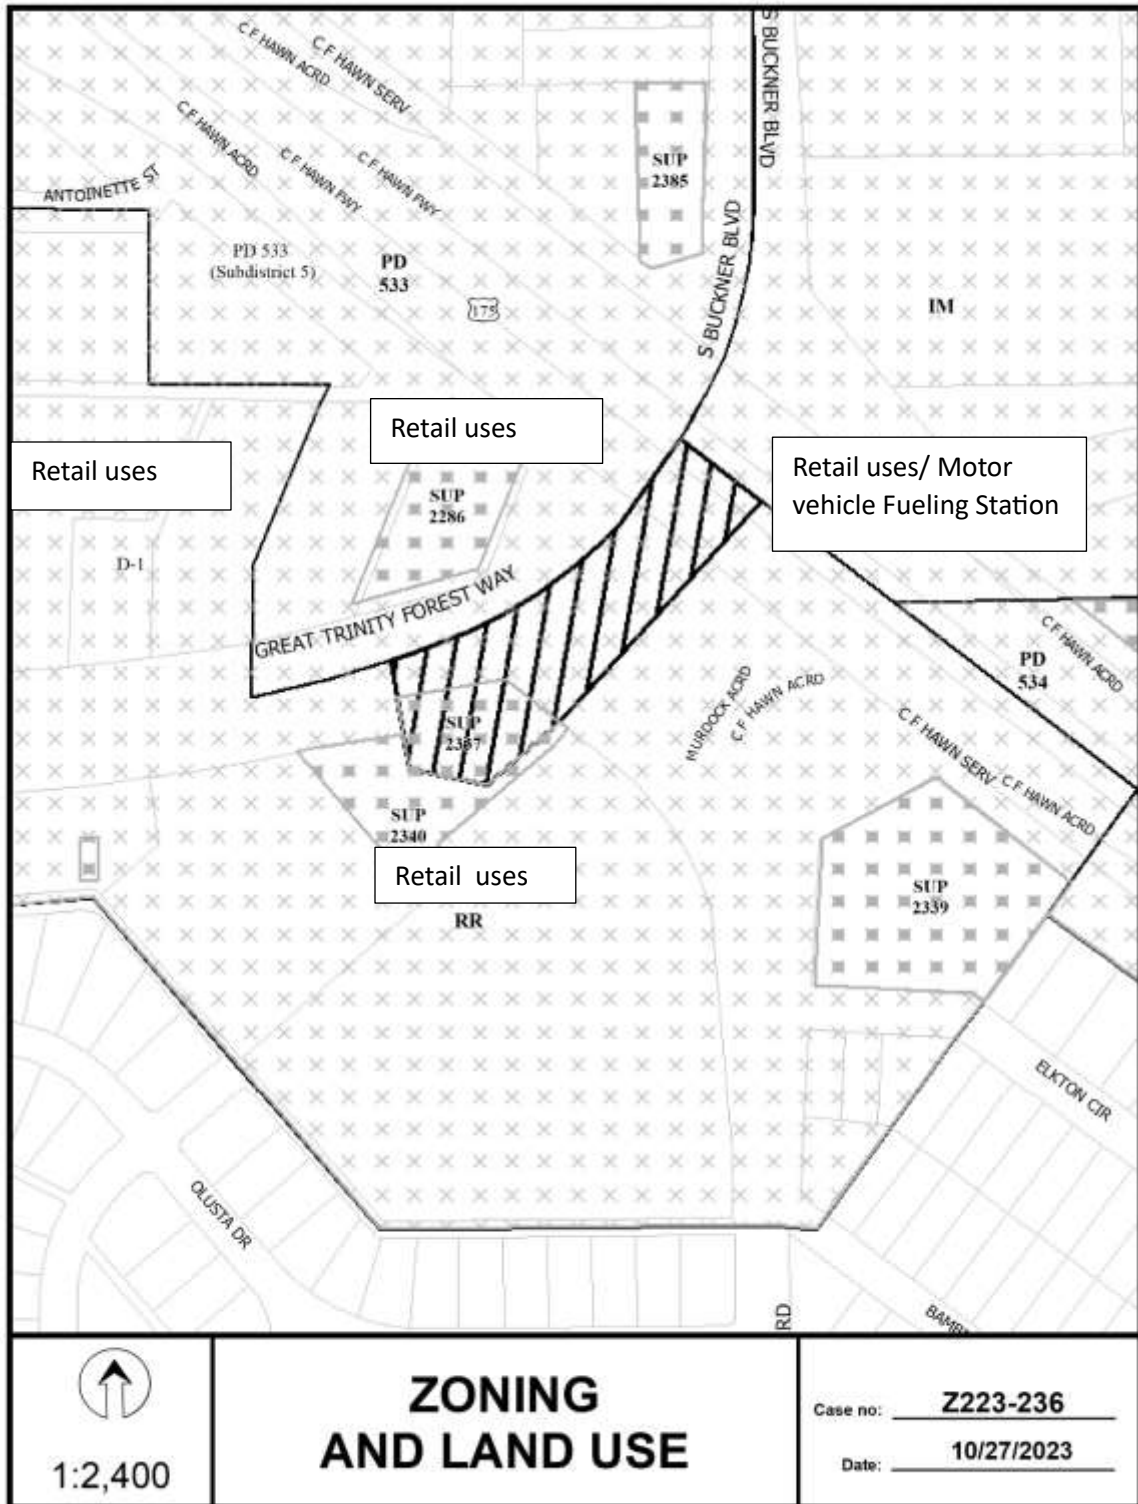 C F HAWN ACRD
C F HAWN SERV
S BUCKNER BLVD
C F HAWN ACRD
C F HAWN FWY
C F HAWN FWY
ANTOINETTE ST
SUP
2385
PD 533
(Subdistrict 5)
PD
533
175
S BUCKNER BLVD
IM
Retail uses
Retail uses
Retail uses/ Motor
vehicle Fueling Station
SUP
2286
D-1
GREAT TRINITY FOREST WAY
C F HAWN ACRD
PD
534
MURDOCK ACRD
C F HAWN ACRD
SUP
C F HAWN SERV
C F HAWN ACRD
SUP
2340
Retail uses
SUP
2339
RR
ELKTON CIR
OLUSTA DR
RD
1:2,400
ZONING
AND LAND USE
Case no: Z223-236
Date: 10/27/2023